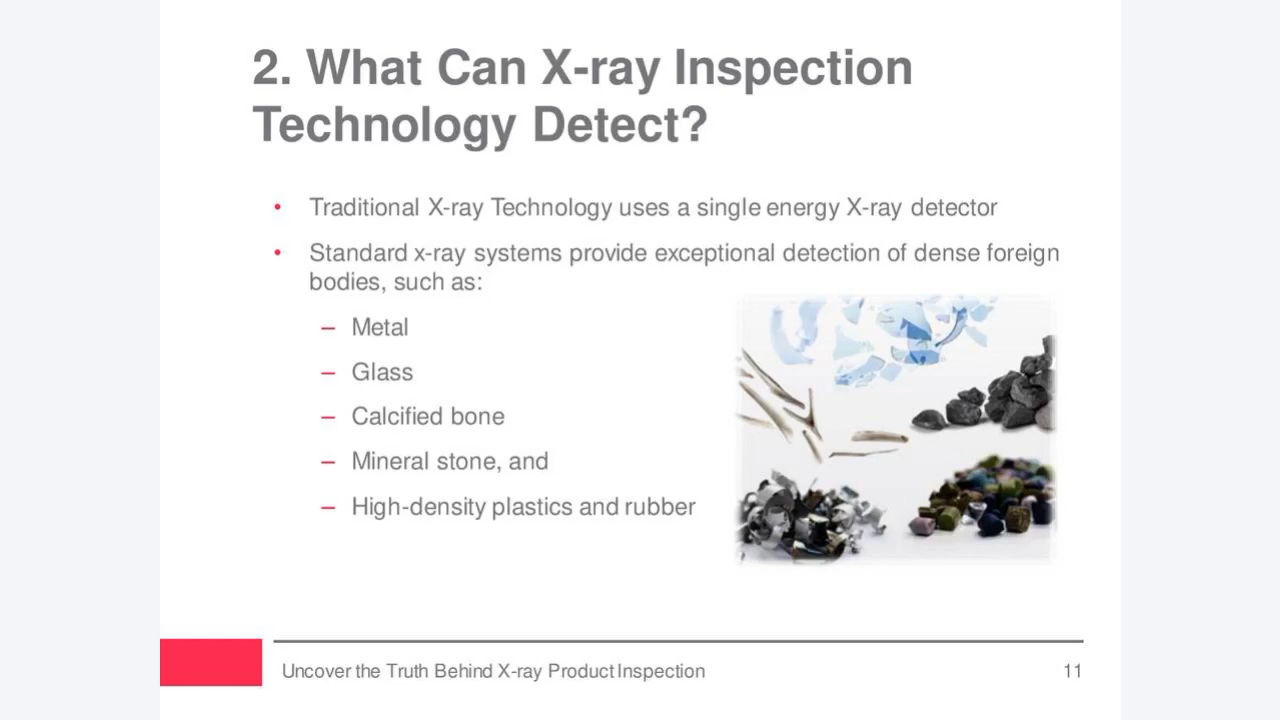 2. What Can X-ray Inspection
Technology Detect?
• Traditional X-ray Technology uses a single energy X-ray detector
• Standard x-ray systems provide exceptional detection of dense foreign
bodies, such as:
– Metal
– Glass
– Calcified bone
– Mineral stone, and
– High-density plastics and rubber
Uncover the Truth Behind X-ray Product Inspection
11